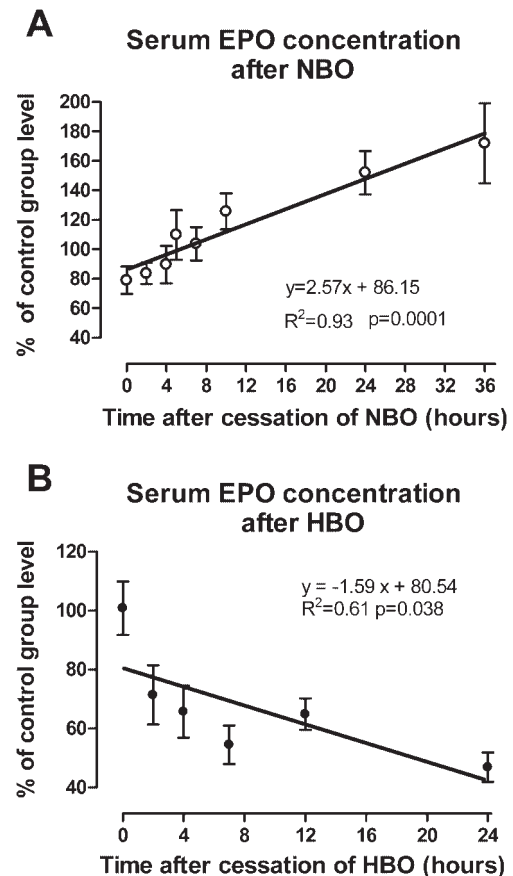 A
Serum EPO concentration
after NBO
% of control group level
200
180
160
140
120
100
80
60
40
y=2.57x + 86.15
R²=0.93 p=0.0001
0 4 8 12 16 20 24 28 32 36
Time after cessation of NBO (hours)
B
Serum EPO concentration
after HBO
% of control group level
120
100
80
60
40
y = -1.59 x + 80.54
R²=0.61 p=0.038
0 4 8 12 16 20 24
Time after cessation of HBO (hours)